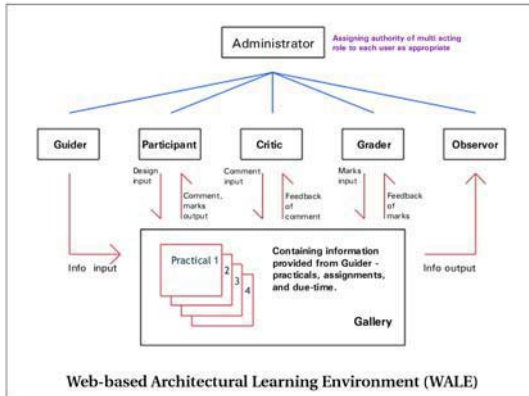 Administrator
Assigning authority of multi acting
role to each user as appropriate
Guider
Participant
Critic
Grader
Observor
Design
input
Comment,
marks
output
Comment
input
Feedback
of
comment
Marks
input
Feedback
of
marks
Info input
Practical 1
2
3
4
Containing information
provided from Guider -
practicals, assignments,
and due-time.
Gallery
Info output
Web-based Architectural Learning Environment (WALE)